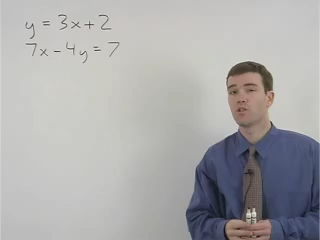 y = 3x + 2
7x - 4y = 7